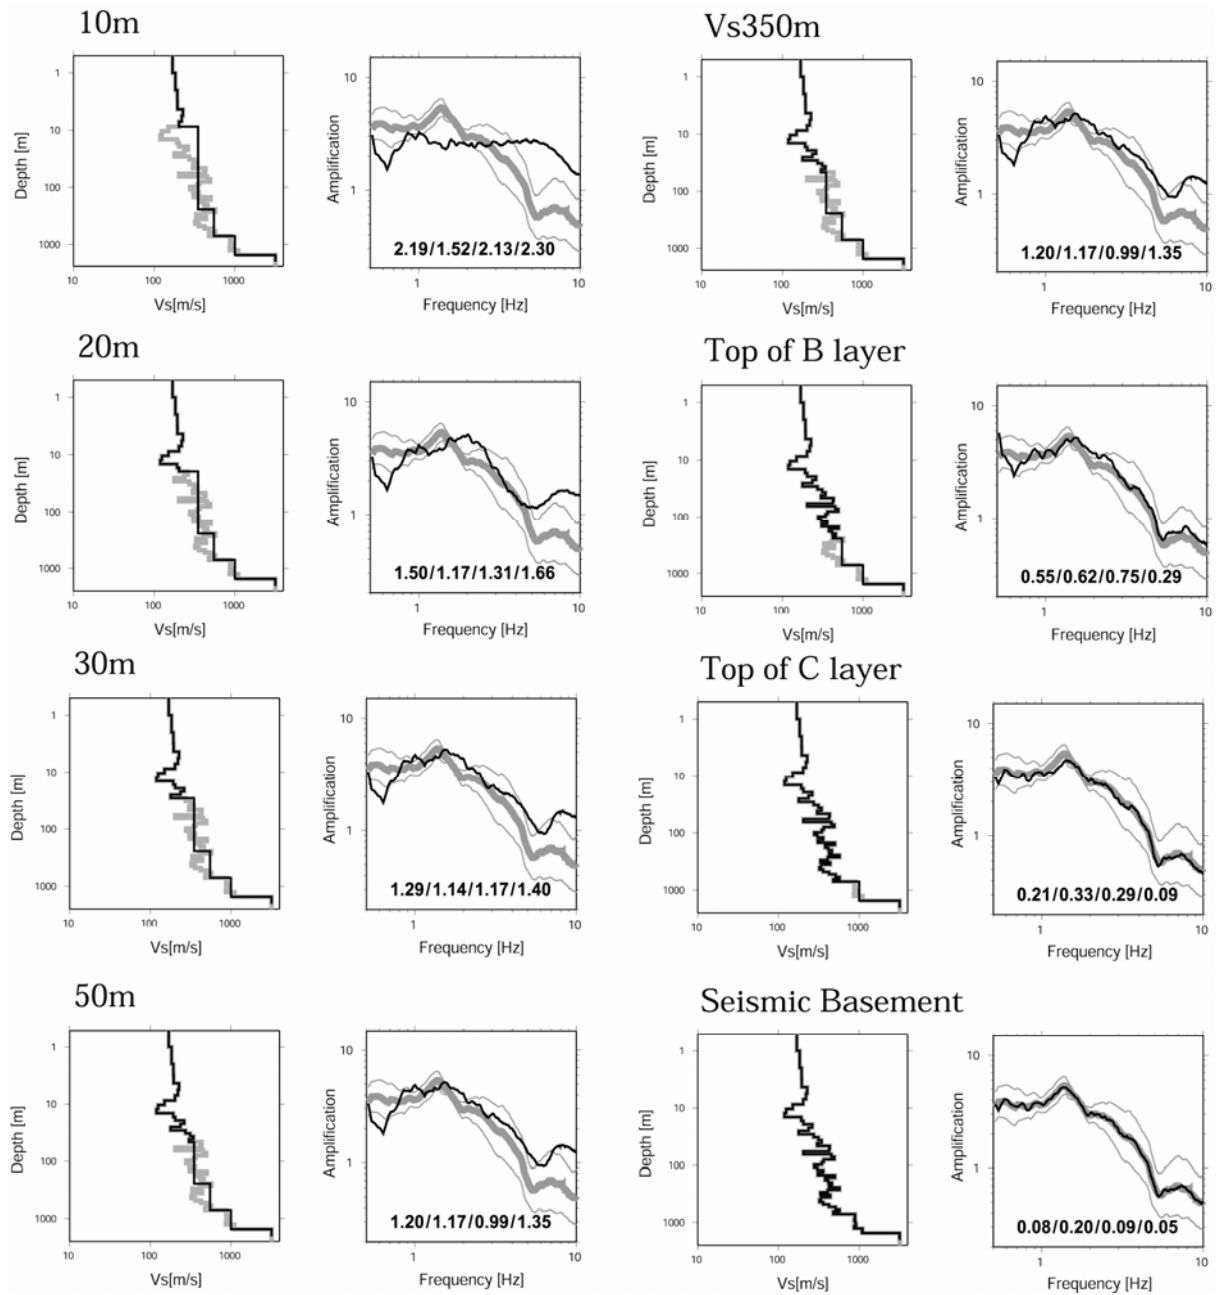 10m
1
10
100
1000
10
100
1000
Depth [m]
Vs[m/s]
10
1
1
10
Amplification
Frequency [Hz]
2.19/1.52/2.13/2.30
Vs350m
1
10
100
1000
10
100
1000
Depth [m]
Vs[m/s]
10
1
1
10
Amplification
Frequency [Hz]
1.20/1.17/0.99/1.35
20m
1
10
100
1000
10
100
1000
Depth [m]
Vs[m/s]
10
1
1
10
Amplification
Frequency [Hz]
1.50/1.17/1.31/1.66
Top of B layer
1
10
100
1000
10
100
1000
Depth [m]
Vs[m/s]
10
1
1
10
Amplification
Frequency [Hz]
0.55/0.62/0.75/0.29
30m
1
10
100
1000
10
100
1000
Depth [m]
Vs[m/s]
10
1
1
10
Amplification
Frequency [Hz]
1.29/1.14/1.17/1.40
Top of C layer
1
10
100
1000
10
100
1000
Depth [m]
Vs[m/s]
10
1
1
10
Amplification
Frequency [Hz]
0.21/0.33/0.29/0.09
50m
1
10
100
1000
10
100
1000
Depth [m]
Vs[m/s]
10
1
1
10
Amplification
Frequency [Hz]
1.20/1.17/0.99/1.35
Seismic Basement
1
10
100
1000
10
100
1000
Depth [m]
Vs[m/s]
10
1
1
10
Amplification
Frequency [Hz]
0.08/0.20/0.09/0.05